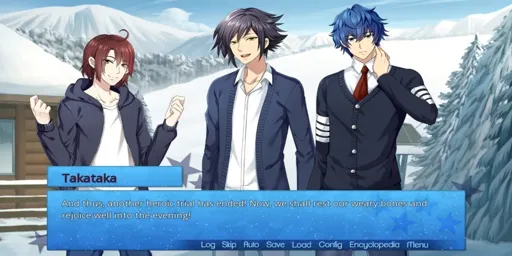 Takataka
And thus, another heroic trial has ended! Now, we shall rest our weary bones and
rejoice well into the evening!
Log Skip Auto Save Load Config Encyclopedia Menu